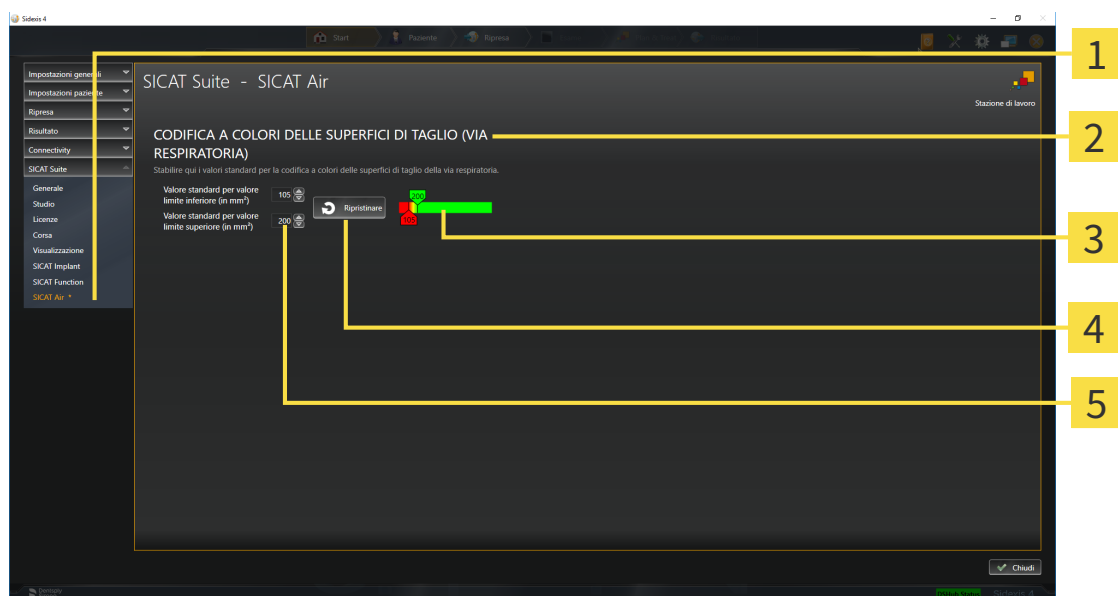 Sidexis 4
Start
Paziente
Ripresa
1
Impostazioni generali
Impostazioni paziente
Ripresa
Risultato
Connectivity
SICAT Suite
Generale
Studio
Licenze
Corsa
Visualizzazione
SICAT Implant
SICAT Function
SICAT Air *
SICAT Suite - SICAT Air
Stazione di lavoro
CODIFICA A COLORI DELLE SUPERFICI DI TAGLIO (VIA
RESPIRATORIA)
2
Stabilire qui i valori standard per la codifica a colori delle superfici di taglio della via respiratoria.
Valore standard per valore
limite inferiore (in mm²)
105
Valore standard per valore
limite superiore (in mm²)
200
Ripristinare
200
105
3
4
5
Chiudi
Sidexis 4